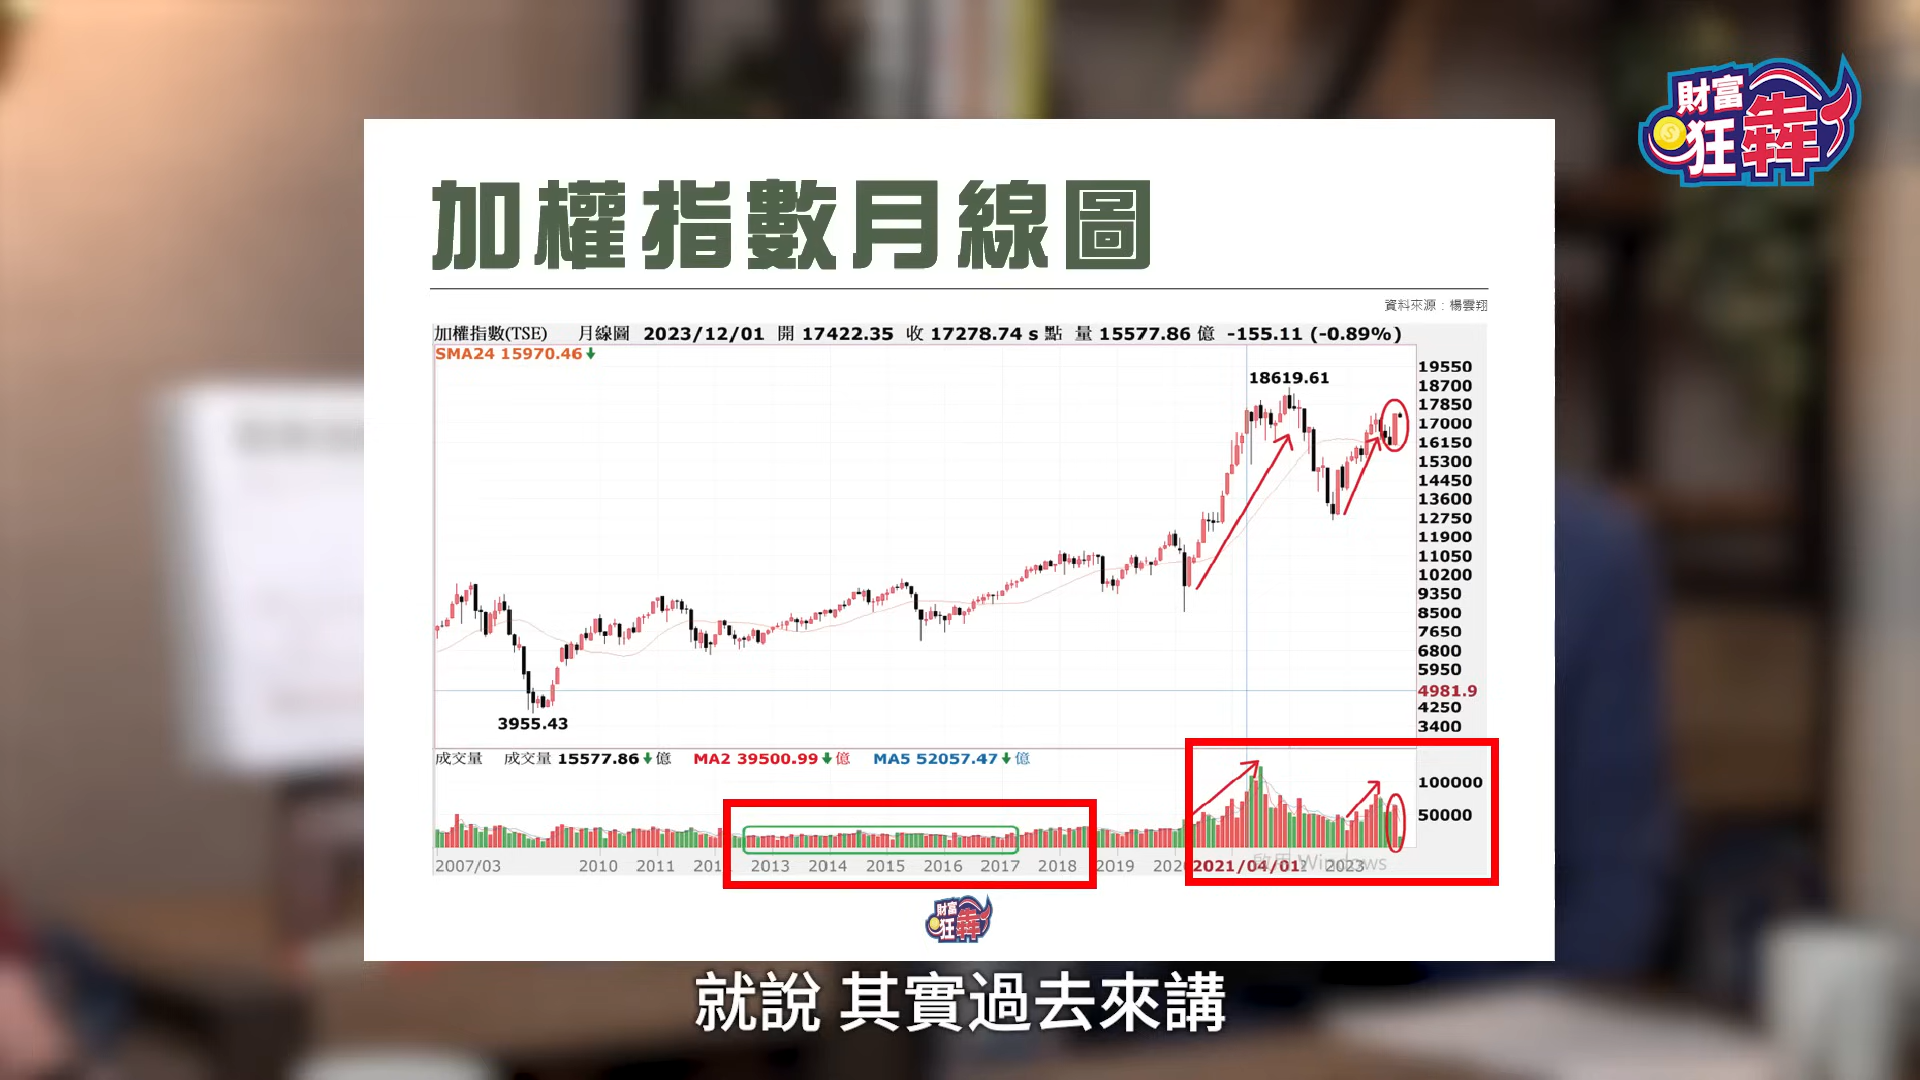 財富
狂犇
加權指數月線圖
資料來源：楊雲翔
加權指數(TSE) 月線圖 2023/12/01 開 17422.35 收 17278.74 s 點 量 15577.86 億 -155.11 (-0.89%)
SMA24 15970.46
19550
18700
18619.61
17850
17000
16150
15300
14450
13600
12750
11900
11050
10200
9350
8500
7650
6800
5950
4981.9
4250
3955.43
3400
成交量 成交量 15577.86 億 MA2 39500.99 億 MA5 52057.47 億
100000
50000
2007/03 2010 2011 2013 2014 2015 2016 2017 2018 2019 2021/04/01 2023
啟用 Windows
財富
狂犇
就說 其實過去來講